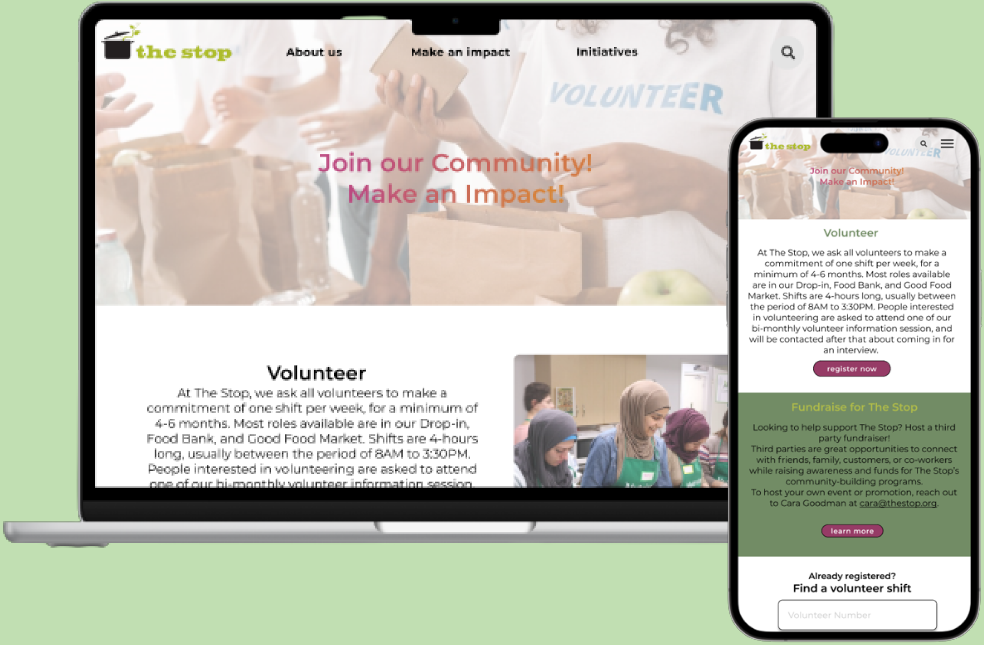 the stop
About us
Make an impact
Initiatives
VOLUNTEER
Join our Community!
Make an Impact!
Volunteer
At The Stop, we ask all volunteers to make a
commitment of one shift per week, for a minimum of
4-6 months. Most roles available are in our Drop-in,
Food Bank, and Good Food Market. Shifts are 4-hours
long, usually between the period of 8AM to 3:30PM.
People interested in volunteering are asked to attend
one of our bi-monthly volunteer information session,
the stop
VOLUNTEER
Join our Community!
Make an Impact!
Volunteer
At The Stop, we ask all volunteers to make a
commitment of one shift per week, for a
minimum of 4-6 months. Most roles available
are in our Drop-in, Food Bank, and Good Food
Market. Shifts are 4-hours long, usually between
the period of 8AM to 3:30PM. People interested
in volunteering are asked to attend one of our
bi-monthly volunteer information session, and
will be contacted after that about coming in for
an interview.
register now
Fundraise for The Stop
Looking to help support The Stop? Host a third
party fundraiser!
Third parties are great opportunities to connect
with friends, family, customers, or co-workers
while raising awareness and funds for The Stop's
community-building programs.
To host your own event or promotion, reach out
to Cara Goodman at cara@thestop.org.
learn more
Already registered?
Find a volunteer shift
Volunteer Number